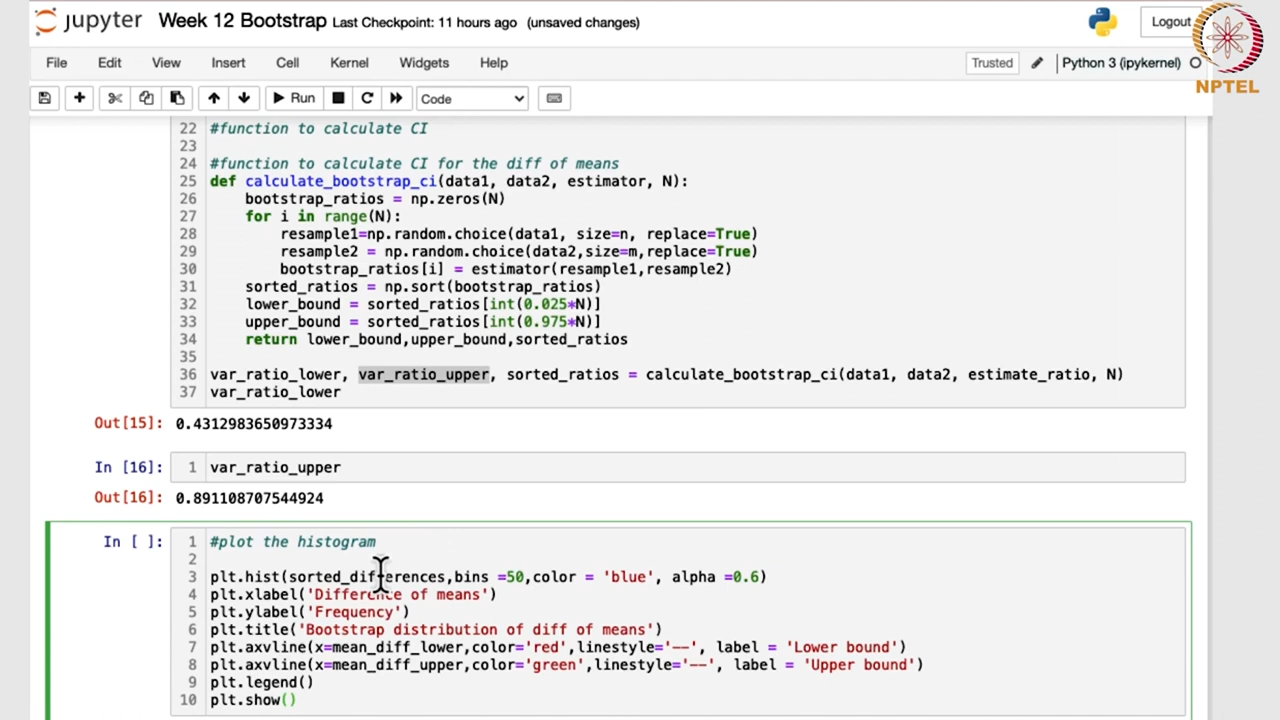 jupyter Week 12 Bootstrap Last Checkpoint: 11 hours ago (unsaved changes)
Logout
NPTEL
File Edit View Insert Cell Kernel Widgets Help
Trusted Python 3 (ipykernel)
Run Code
22 #function to calculate CI
23
24 #function to calculate CI for the diff of means
25 def calculate_bootstrap_ci(data1, data2, estimator, N):
26     bootstrap_ratios = np.zeros(N)
27     for i in range(N):
28         resample1=np.random.choice(data1, size=n, replace=True)
29         resample2 = np.random.choice(data2,size=m,replace=True)
30         bootstrap_ratios[i] = estimator(resample1,resample2)
31     sorted_ratios = np.sort(bootstrap_ratios)
32     lower_bound = sorted_ratios[int(0.025*N)]
33     upper_bound = sorted_ratios[int(0.975*N)]
34     return lower_bound,upper_bound,sorted_ratios
35
36 var_ratio_lower, var_ratio_upper, sorted_ratios = calculate_bootstrap_ci(data1, data2, estimate_ratio, N)
37 var_ratio_lower
Out[15]: 0.4312983650973334
In [16]: 1 var_ratio_upper
Out[16]: 0.891108707544924
In [ ]: 1 #plot the histogram
2
3 plt.hist(sorted_differences,bins =50,color = 'blue', alpha =0.6)
4 plt.xlabel('Difference of means')
5 plt.ylabel('Frequency')
6 plt.title('Bootstrap distribution of diff of means')
7 plt.axvline(x=mean_diff_lower,color='red',linestyle='--', label = 'Lower bound')
8 plt.axvline(x=mean_diff_upper,color='green',linestyle='--', label = 'Upper bound')
9 plt.legend()
10 plt.show()